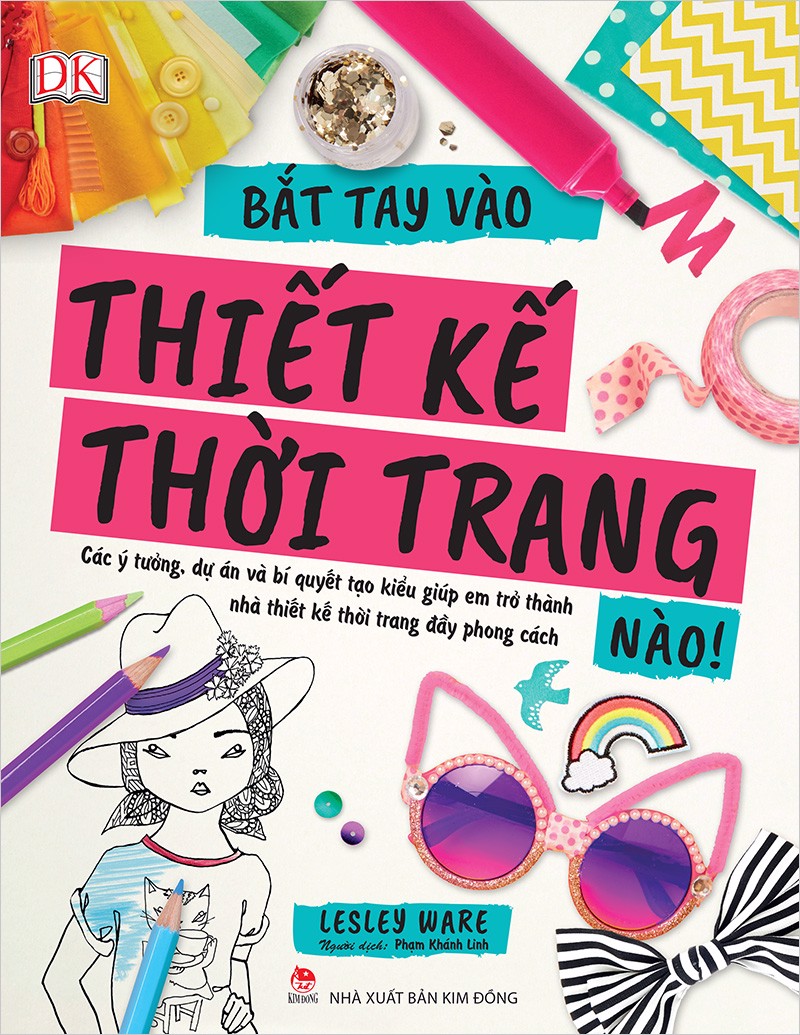 DK
BẮT TAY VÀO
THIẾT KẾ
THỜI TRANG
Các ý tưởng, dự án và bí quyết tạo kiểu giúp em trở thành
nhà thiết kế thời trang đầy phong cách
NÀO!
LESLEY WARE
Người dịch: Phạm Khánh Linh
KIM ĐỒNG
NHÀ XUẤT BẢN KIM ĐỒNG